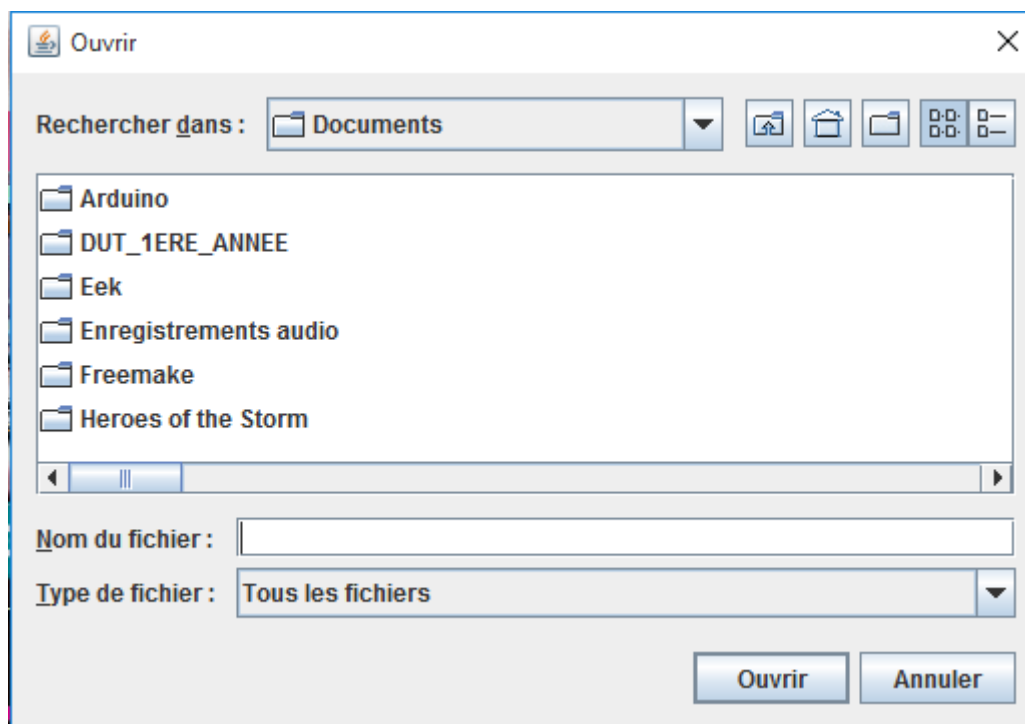 Ouvrir
Rechercher dans : Documents
Arduino
DUT_1ERE_ANNEE
Eek
Enregistrements audio
Freemake
Heroes of the Storm
Nom du fichier :
Type de fichier : Tous les fichiers
Ouvrir Annuler